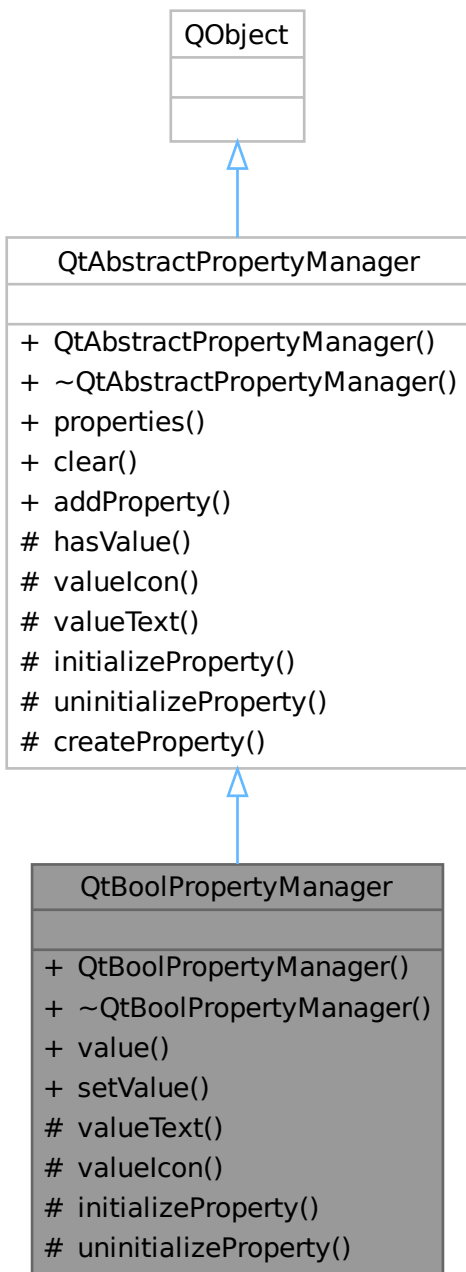 QObject
QtAbstractPropertyManager
+ QtAbstractPropertyManager()
+ ~QtAbstractPropertyManager()
+ properties()
+ clear()
+ addProperty()
# hasValue()
# valueIcon()
# valueText()
# initializeProperty()
# uninitializeProperty()
# createProperty()
QtBoolPropertyManager
+ QtBoolPropertyManager()
+ ~QtBoolPropertyManager()
+ value()
+ setValue()
# valueText()
# valueIcon()
# initializeProperty()
# uninitializeProperty()